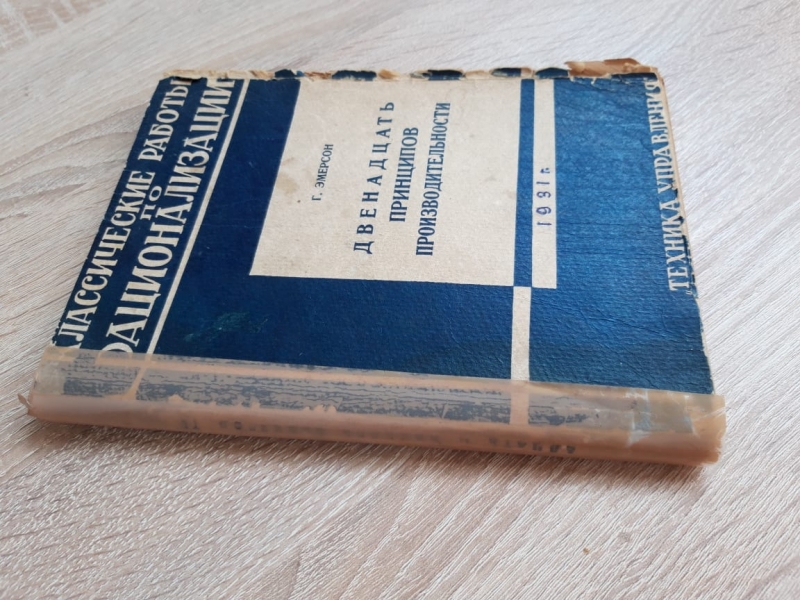 КЛАССИЧЕСКИЕ РАБОТЫ
ПО
РАЦИОНАЛИЗАЦИИ
Г. ЭМЕРСОН
ДВЕНАДЦАТЬ
ПРИНЦИПОВ
ПРОИЗВОДИТЕЛЬНОСТИ
1931 г.
„ТЕХНИКА УПРАВЛЕНИЯ"